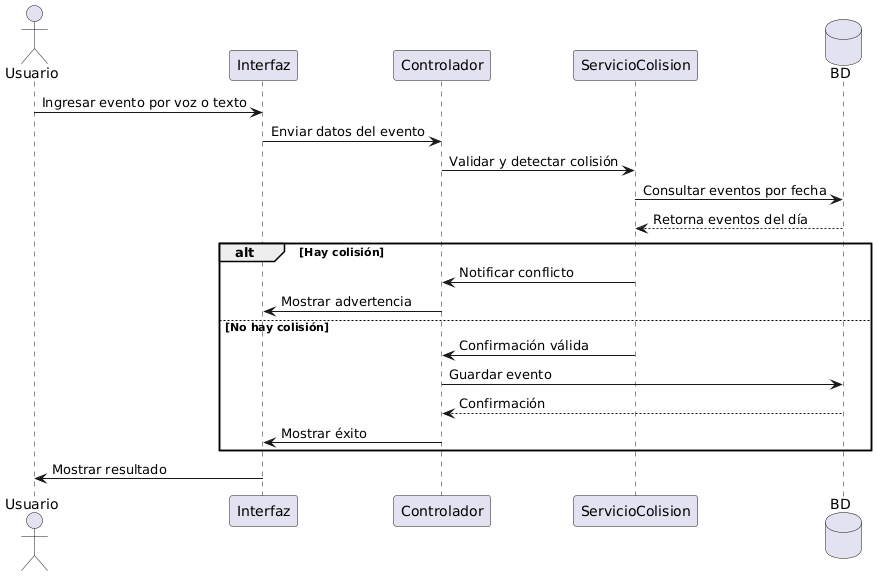 Usuario
Interfaz
Controlador
ServicioColision
BD
Ingresar evento por voz o texto
Enviar datos del evento
Validar y detectar colisión
Consultar eventos por fecha
Retorna eventos del día
alt [Hay colisión]
Notificar conflicto
Mostrar advertencia
[No hay colisión]
Confirmación válida
Guardar evento
Confirmación
Mostrar éxito
Mostrar resultado
Usuario
Interfaz
Controlador
ServicioColision
BD